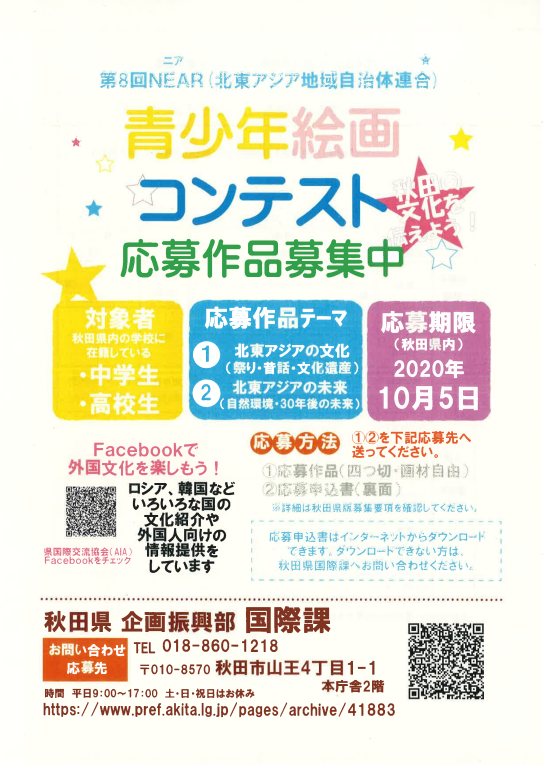 ニア
第8回NEAR(北東アジア地域自治体連合)
青少年絵画
コンテスト
秋田の
文化を
伝えよう!
応募作品募集中
対象者
秋田県内の学校に
在籍している
・中学生
・高校生
応募作品テーマ
① 北東アジアの文化
(祭り・昔話・文化遺産)
② 北東アジアの未来
(自然環境・30年後の未来)
応募期限
(秋田県内)
2020年
10月5日
Facebookで
外国文化を楽しもう!
ロシア、韓国など
いろいろな国の
文化紹介や
外国人向けの
情報提供を
しています
県国際交流協会(AIA)
Facebookをチェック
応募方法
①②を下記応募先へ
送ってください。
①応募作品(四つ切・画材自由)
②応募申込書(裏面)
※詳細は秋田県版募集要項を確認してください。
応募申込書はインターネットからダウンロード
できます。ダウンロードできない方は、
秋田県国際課へお問い合わせください。
秋田県 企画振興部 国際課
お問い合わせ
応募先
TEL 018-860-1218
〒010-8570 秋田市山王4丁目1-1
本庁舎2階
時間 平日9:00～17:00 土・日・祝日はお休み
https://www.pref.akita.lg.jp/pages/archive/41883